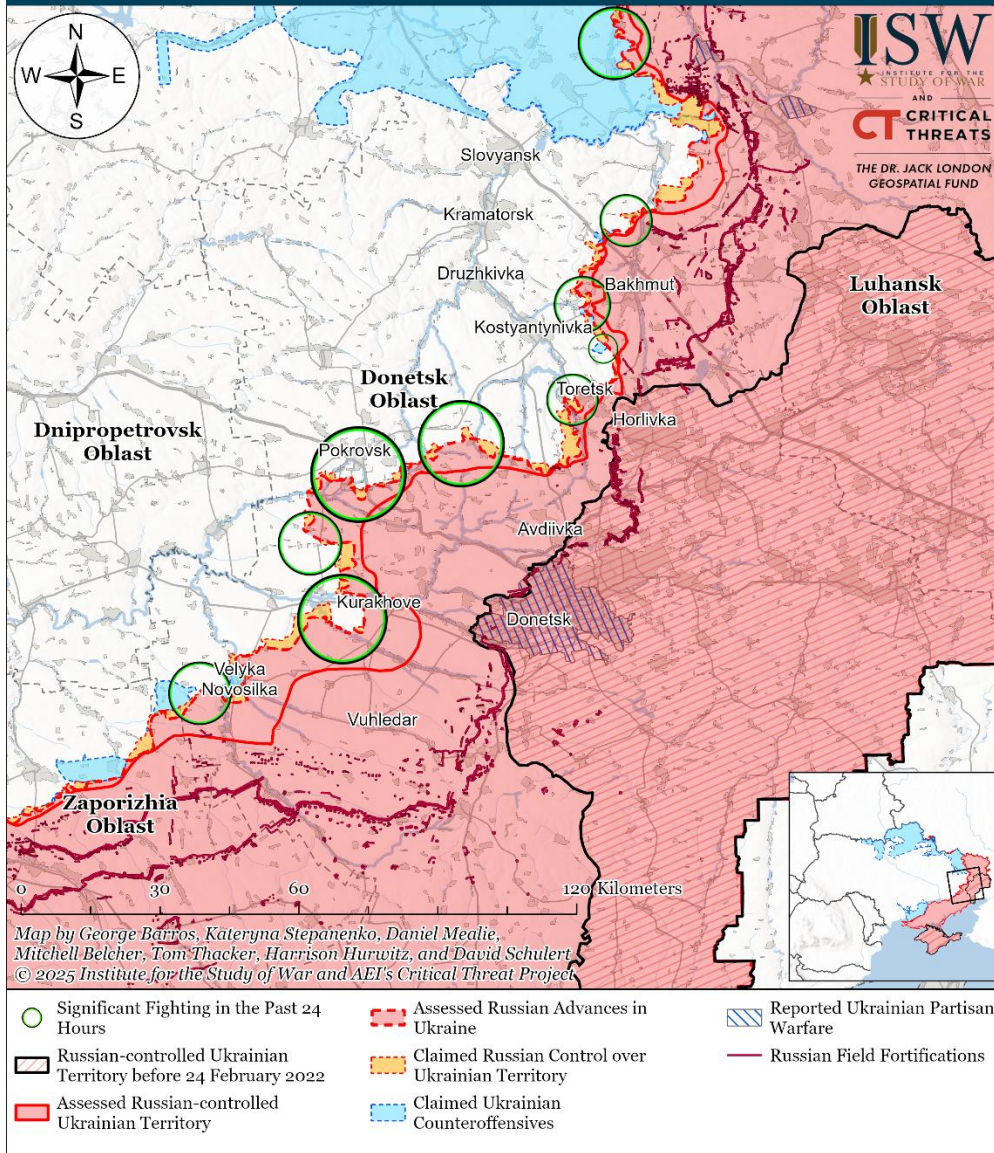 N
W E
S
ISW
INSTITUTE FOR THE
STUDY OF WAR
AND
CT CRITICAL
THREATS
THE DR. JACK LONDON
GEOSPATIAL FUND
Slovyansk
Kramatorsk
Druzhkivka
Bakhmut
Luhansk
Oblast
Kostyantynivka
Donetsk
Oblast
Toretsk
Horlivka
Dnipropetrovsk
Oblast
Pokrovsk
Avdiivka
Kurakhove
Donetsk
Velyka
Novosilka
Vuhledar
Zaporizhia
Oblast
0 30 60 120 Kilometers
Map by George Barros, Kateryna Stepanenko, Daniel Mealie,
Mitchell Belcher, Tom Thacker, Harrison Hurwitz, and David Schulert
© 2025 Institute for the Study of War and AEI's Critical Threat Project
Significant Fighting in the Past 24
Hours
Russian-controlled Ukrainian
Territory before 24 February 2022
Assessed Russian-controlled
Ukrainian Territory
Assessed Russian Advances in
Ukraine
Claimed Russian Control over
Ukrainian Territory
Claimed Ukrainian
Counteroffensives
Reported Ukrainian Partisan
Warfare
Russian Field Fortifications